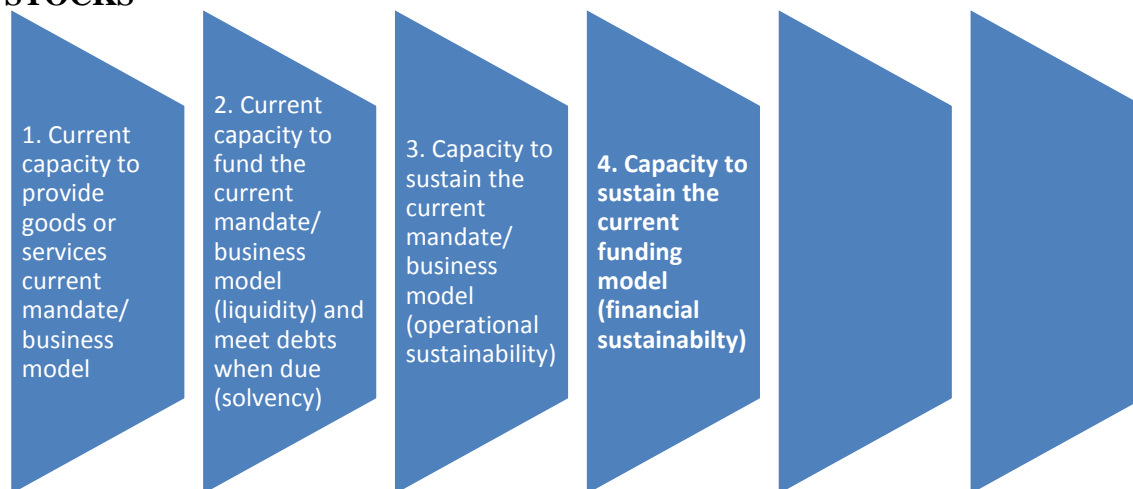 STOCKS
1. Current
capacity to
provide
goods or
services
current
mandate/
business
model
2. Current
capacity to
fund the
current
mandate/
business
model
(liquidity) and
meet debts
when due
(solvency)
3. Capacity to
sustain the
current
mandate/
business
model
(operational
sustainability)
4. Capacity to
sustain the
current
funding
model
(financial
sustainabilty)